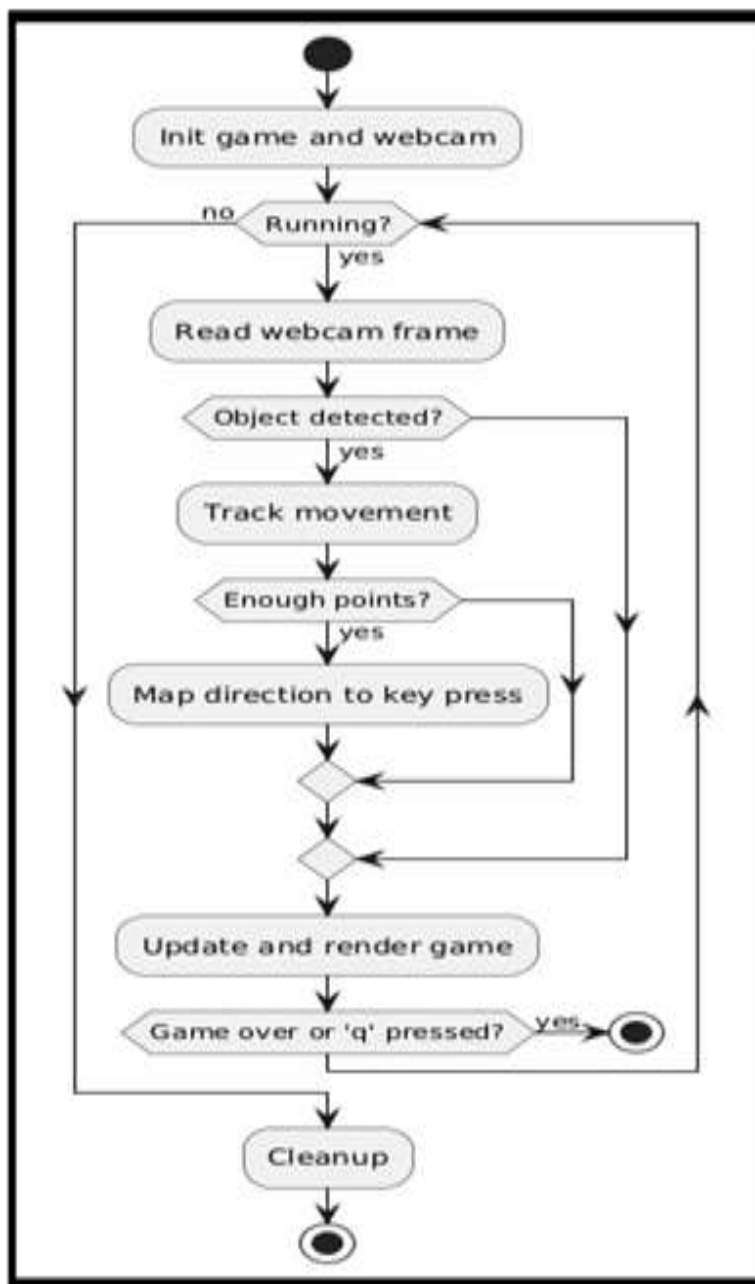 Init game and webcam
no
Running?
yes
Read webcam frame
Object detected?
yes
Track movement
Enough points?
yes
Map direction to key press
Update and render game
Game over or 'q' pressed?
yes
Cleanup